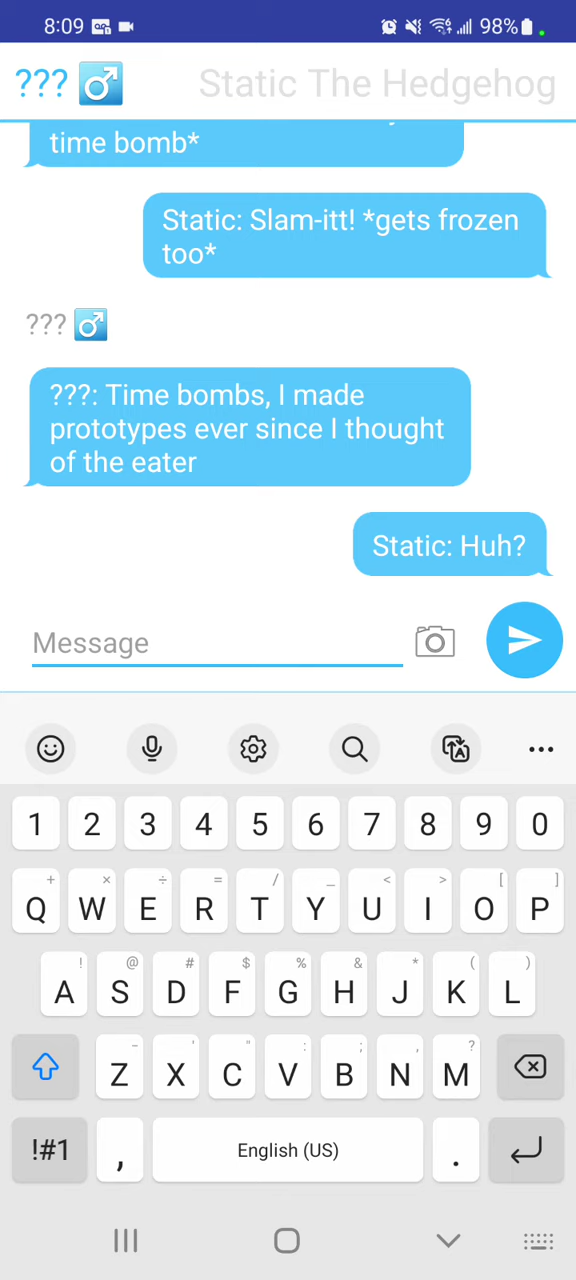 8:09 98%
??? ♂ Static The Hedgehog
time bomb*
Static: Slam-itt! *gets frozen
too*
??? ♂
???: Time bombs, I made
prototypes ever since I thought
of the eater
Static: Huh?
Message
1 2 3 4 5 6 7 8 9 0
+ × ÷ = / _ < > [ ]
Q W E R T Y U I O P
! @ # $ % & * ( )
A S D F G H J K L
- ' " : ; , ?
Z X C V B N M
!#1 , English (US) .